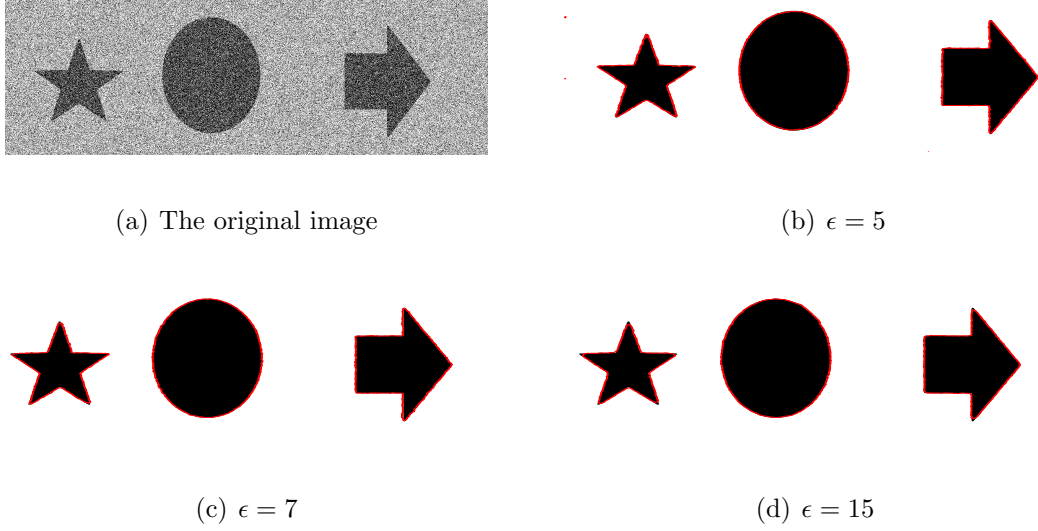 (a) The original image
(b) ϵ = 5
(c) ϵ = 7
(d) ϵ = 15